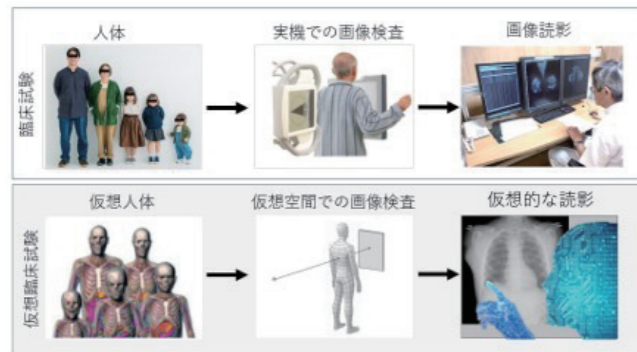 臨床試験
人体
実機での画像検査
画像読影
仮想臨床試験
仮想人体
仮想空間での画像検査
仮想的な読影